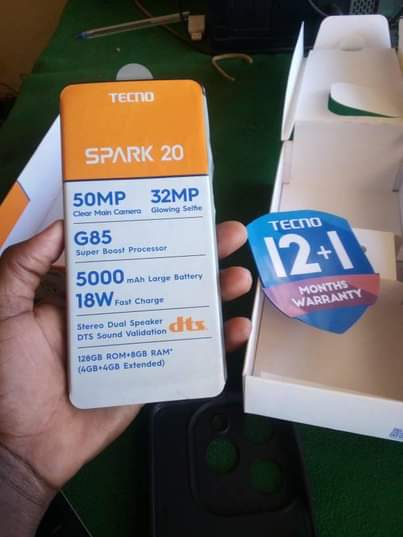 TECNO
SPARK 20
50MP 32MP
Clear Main Camera Glowing Selfie
G85
Super Boost Processor
5000 mAh Large Battery
18W Fast Charge
Stereo Dual Speaker
DTS Sound Validation dts
128GB ROM+8GB RAM*
(4GB+4GB Extended)
TECNO
12+1
MONTHS
WARRANTY